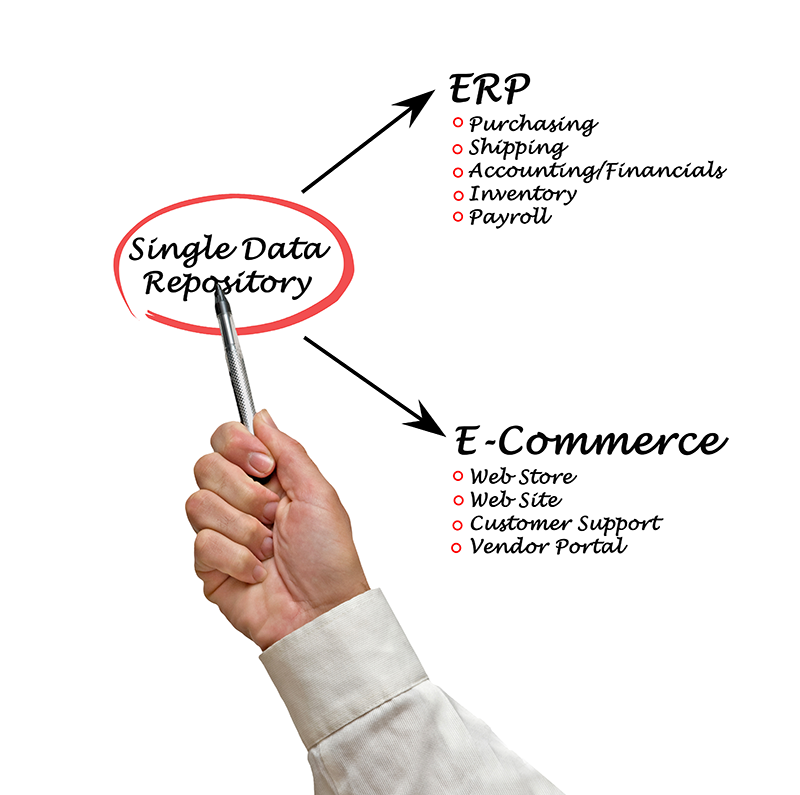 ERP
Purchasing
Shipping
Accounting/Financials
Inventory
Payroll
Single Data
Repository
E-Commerce
Web Store
Web Site
Customer Support
Vendor Portal